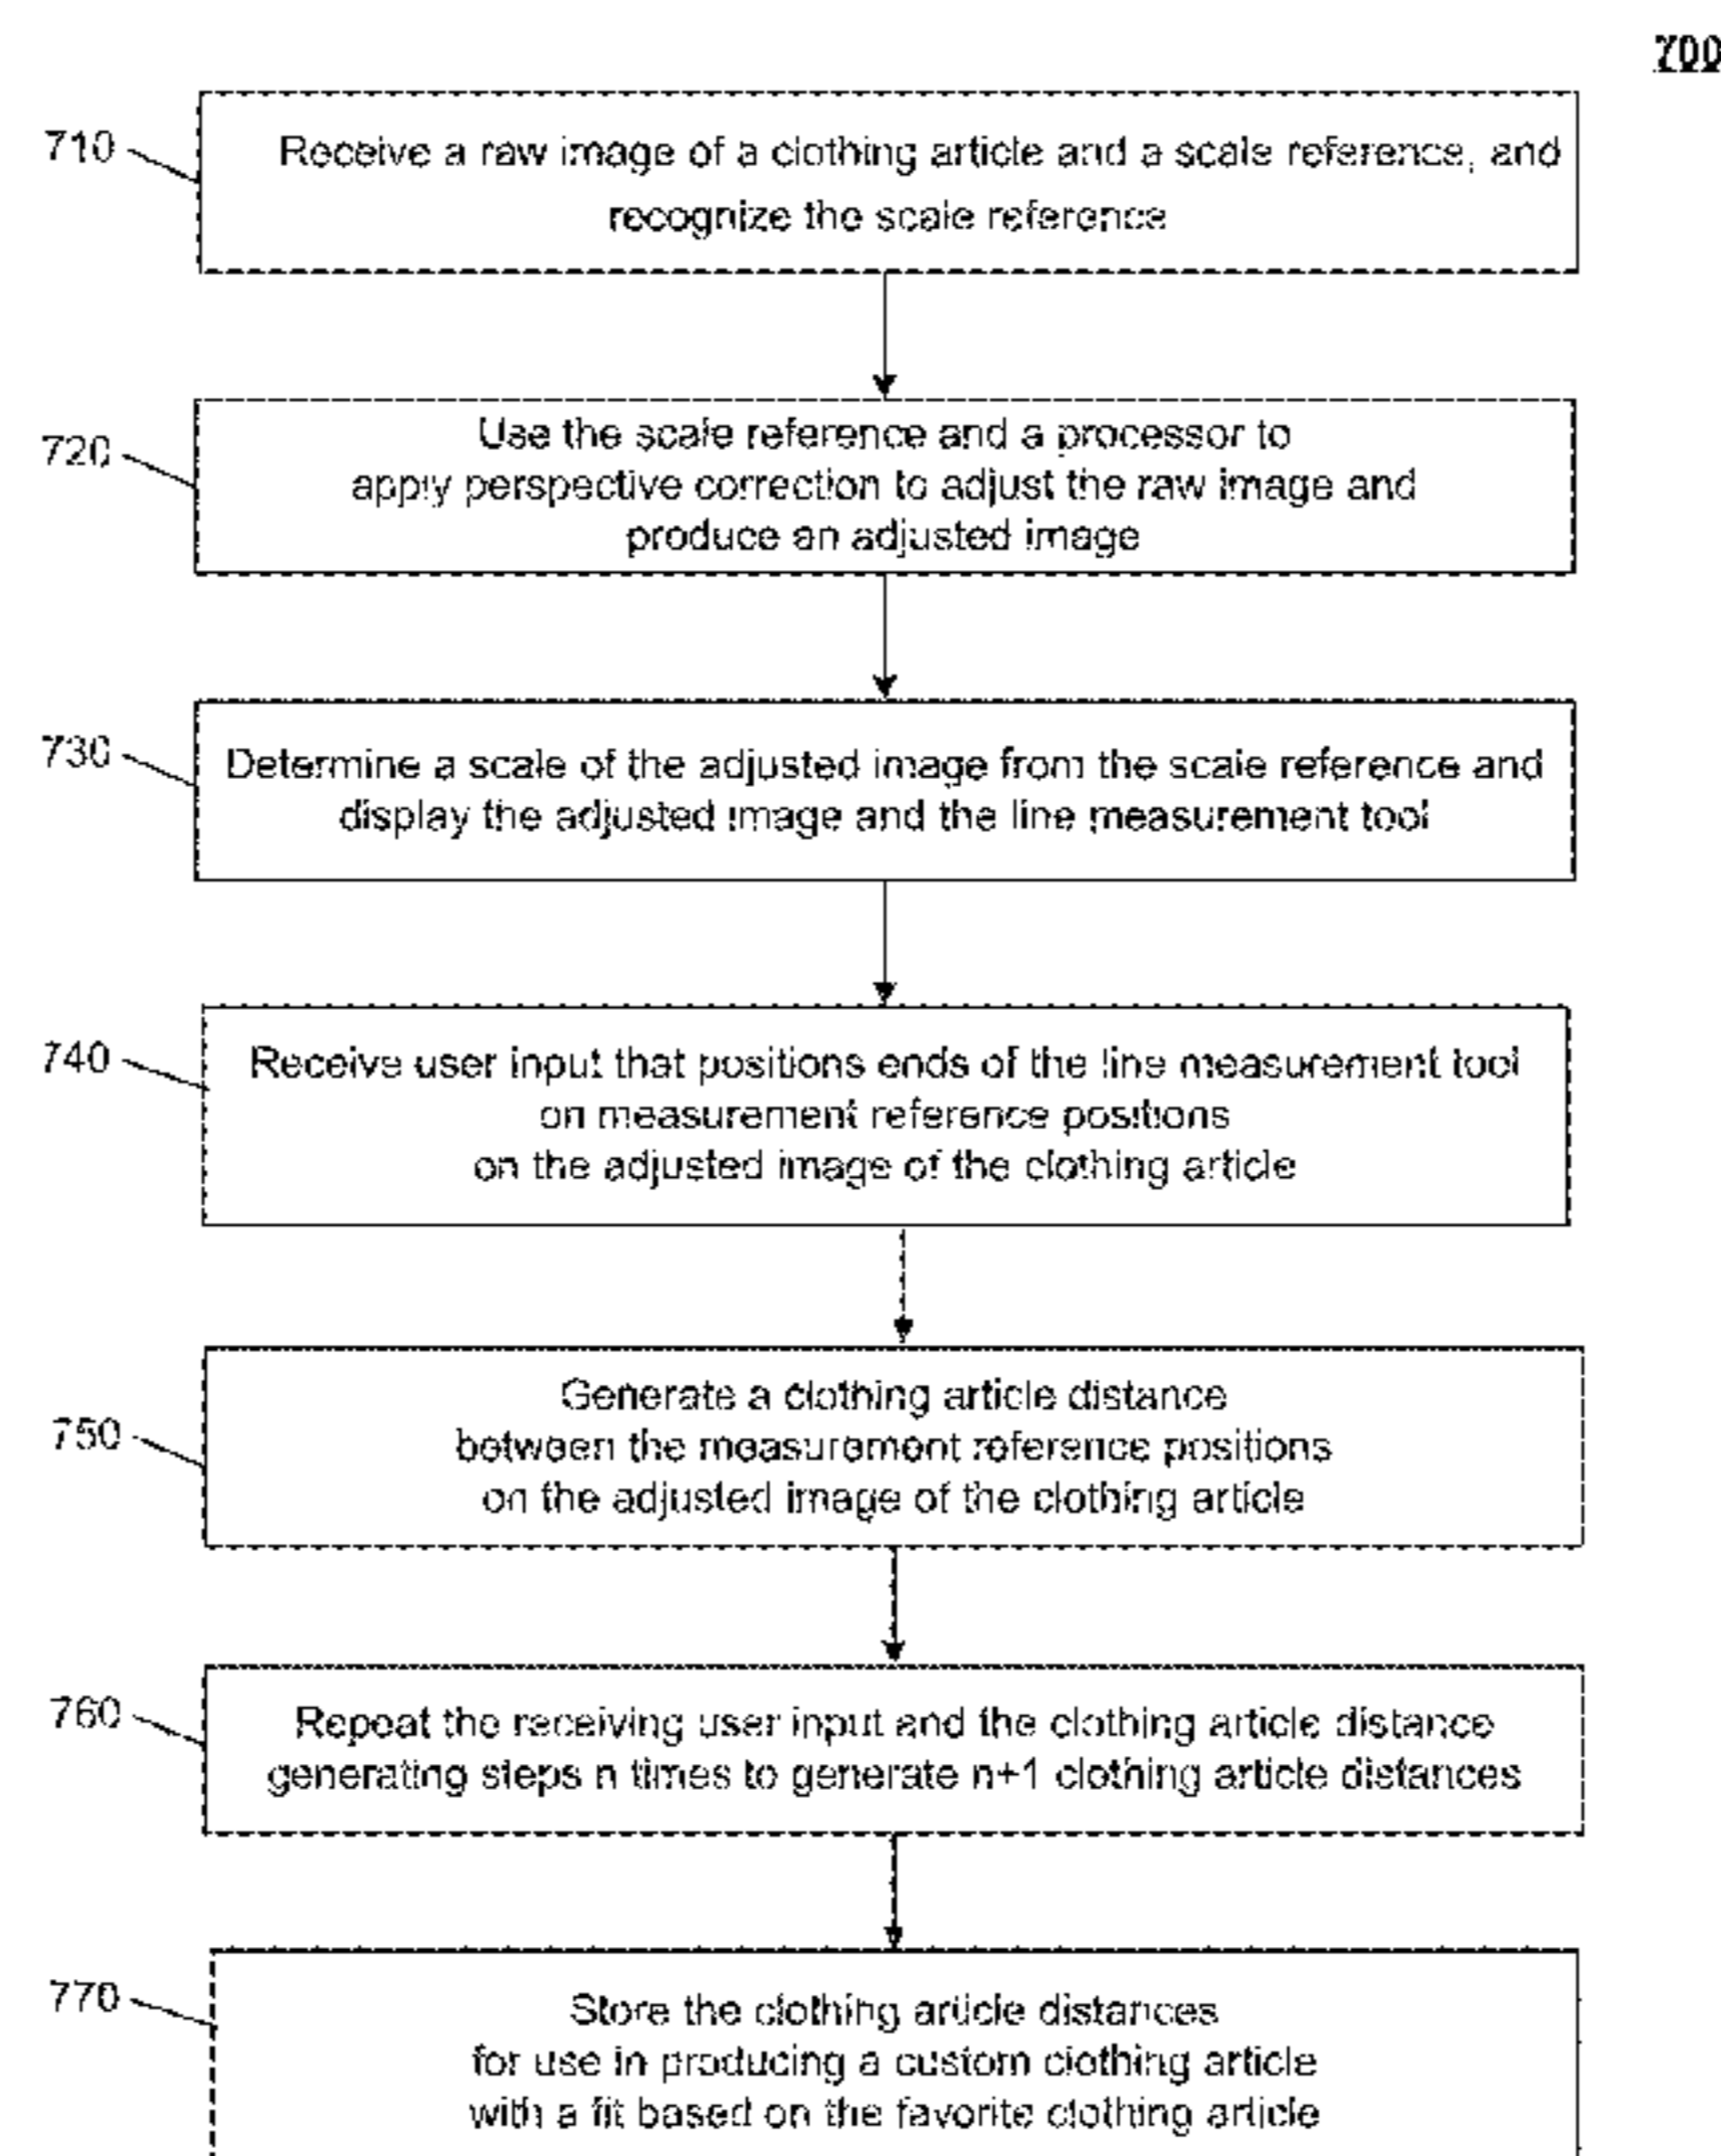 700
710
Receive a raw image of a clothing article and a scale reference, and
recognize the scale reference
720
Use the scale reference and a processor to
apply perspective correction to adjust the raw image and
produce an adjusted image
730
Determine a scale of the adjusted image from the scale reference and
display the adjusted image and the line measurement tool
740
Receive user input that positions ends of the line measurement tool
on measurement reference positions
on the adjusted image of the clothing article
750
Generate a clothing article distance
between the measurement reference positions
on the adjusted image of the clothing article
760
Repeat the receiving user input and the clothing article distance
generating steps n times to generate n+1 clothing article distances
770
Store the clothing article distances
for use in producing a custom clothing article
with a fit based on the favorite clothing article